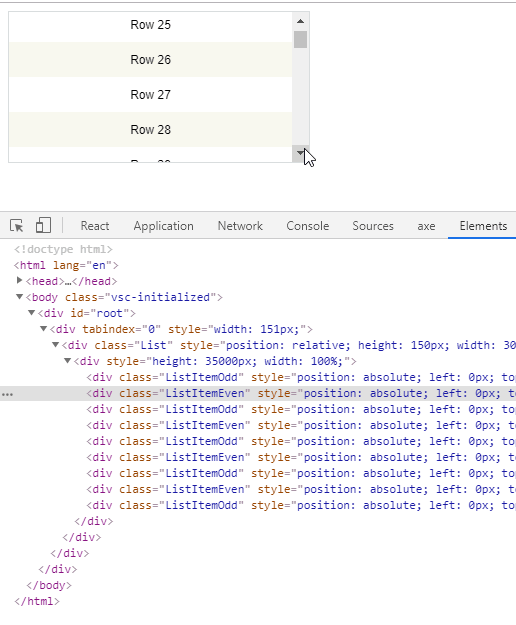 Row 25
Row 26
Row 27
Row 28
React Application Network Console Sources axe Elements
<!doctype html>
<html lang="en">
<head>…</head>
<body class="vsc-initialized">
<div id="root">
<div tabindex="0" style="width: 151px;">
<div class="List" style="position: relative; height: 150px; width: 30
<div style="height: 35000px; width: 100%;">
<div class="ListItemOdd" style="position: absolute; left: 0px; top
<div class="ListItemEven" style="position: absolute; left: 0px; to
<div class="ListItemOdd" style="position: absolute; left: 0px; top
<div class="ListItemEven" style="position: absolute; left: 0px; to
<div class="ListItemOdd" style="position: absolute; left: 0px; top
<div class="ListItemEven" style="position: absolute; left: 0px; to
<div class="ListItemOdd" style="position: absolute; left: 0px; top
<div class="ListItemEven" style="position: absolute; left: 0px; to
<div class="ListItemOdd" style="position: absolute; left: 0px; top
</div>
</div>
</div>
</div>
</body>
</html>